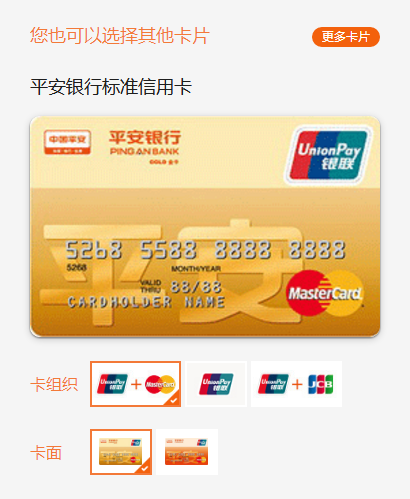 您也可以选择其他卡片
更多卡片
平安银行标准信用卡
中国平安
平安银行
PING AN BANK
GOLD 金卡
UnionPay
银联
平安
5268 5588 8888 8888
5268
MONTH/YEAR
VALID THRU 88/88
CARDHOLDER NAME
MasterCard
卡组织
UnionPay 银联 + MasterCard
UnionPay 银联
UnionPay 银联 + JCB
卡面